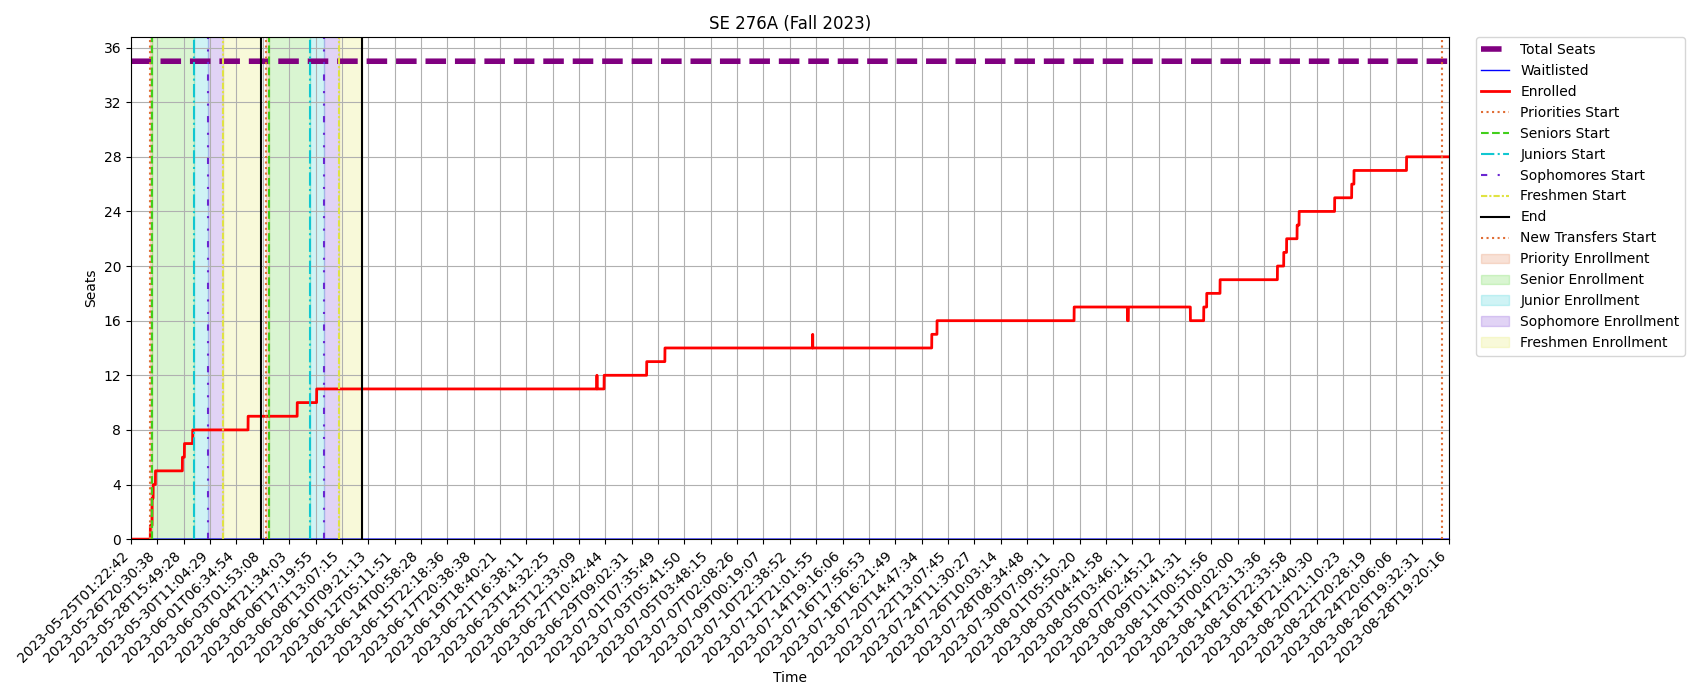 SE 276A (Fall 2023)
36
32
28
24
20
16
12
8
4
0
Seats
2023-05-25T01:22:42
2023-05-26T20:30:38
2023-05-28T15:49:28
2023-05-30T11:04:29
2023-06-01T06:34:54
2023-06-03T01:53:08
2023-06-04T21:34:03
2023-06-06T17:19:55
2023-06-08T13:07:15
2023-06-10T09:21:13
2023-06-12T05:11:51
2023-06-14T00:58:28
2023-06-15T22:18:36
2023-06-17T20:38:38
2023-06-19T18:40:21
2023-06-21T16:38:11
2023-06-23T14:32:25
2023-06-25T12:33:09
2023-06-27T10:42:44
2023-06-29T09:02:31
2023-07-01T07:35:49
2023-07-03T05:41:50
2023-07-05T03:48:15
2023-07-07T02:08:26
2023-07-09T00:19:07
2023-07-10T22:38:52
2023-07-12T21:01:55
2023-07-14T19:16:06
2023-07-16T17:56:53
2023-07-18T16:21:49
2023-07-20T14:47:34
2023-07-22T13:07:45
2023-07-24T11:30:27
2023-07-26T10:03:14
2023-07-28T08:34:48
2023-07-30T07:09:11
2023-08-01T05:50:20
2023-08-03T04:41:58
2023-08-05T03:46:11
2023-08-07T02:45:12
2023-08-09T01:41:31
2023-08-11T00:51:56
2023-08-13T00:02:00
2023-08-14T23:13:36
2023-08-16T22:33:58
2023-08-18T21:40:30
2023-08-20T21:10:23
2023-08-22T20:28:19
2023-08-24T20:06:06
2023-08-26T19:32:31
2023-08-28T19:20:16
Time
Total Seats
Waitlisted
Enrolled
Priorities Start
Seniors Start
Juniors Start
Sophomores Start
Freshmen Start
End
New Transfers Start
Priority Enrollment
Senior Enrollment
Junior Enrollment
Sophomore Enrollment
Freshmen Enrollment